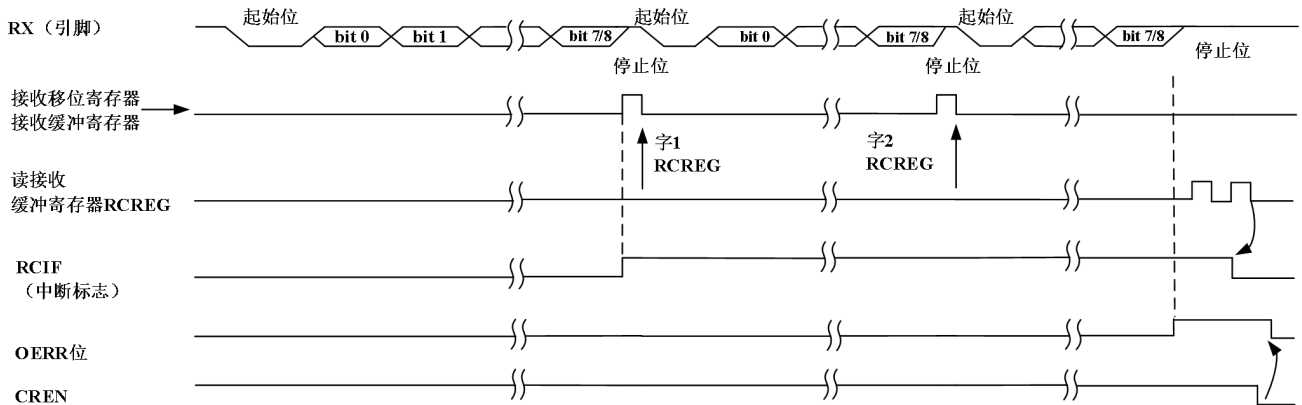 起始位 起始位 起始位
RX（引脚） bit 0 bit 1 bit 7/8 bit 0 bit 7/8 bit 7/8
停止位 停止位 停止位
接收移位寄存器
接收缓冲寄存器
字1 字2
RCREG RCREG
读接收
缓冲寄存器RCREG
RCIF
（中断标志）
OERR位
CREN